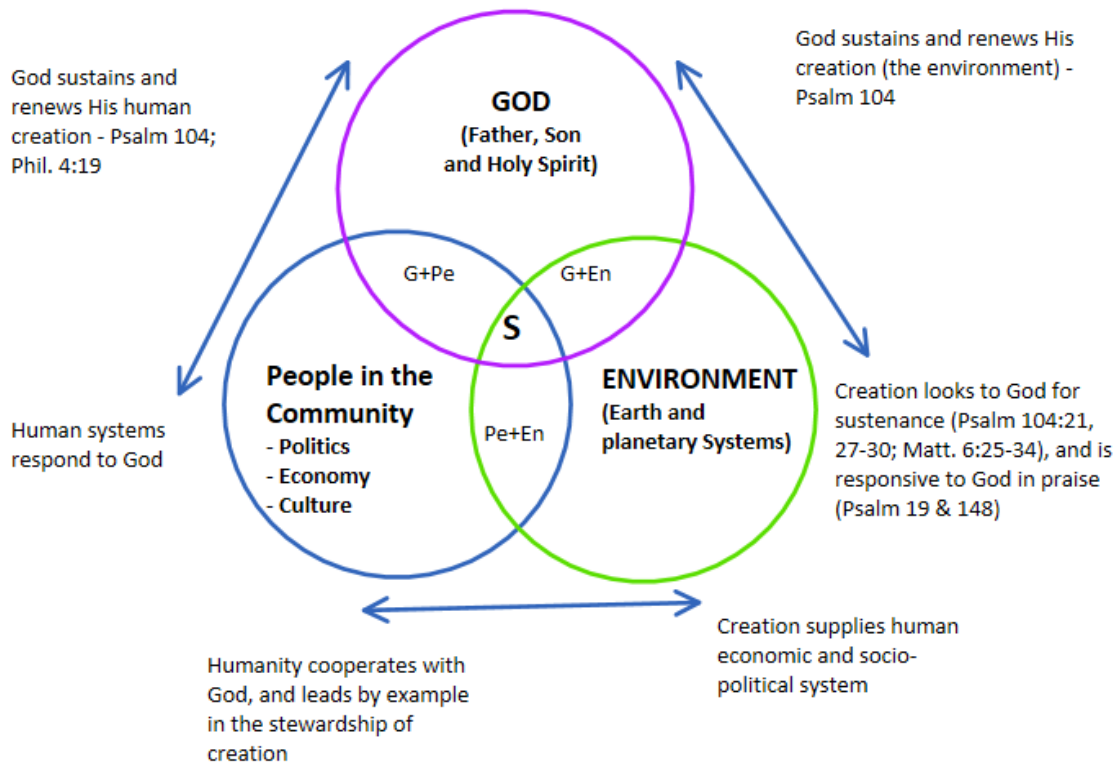 God sustains and
renews His human
creation - Psalm 104;
Phil. 4:19
GOD
(Father, Son
and Holy Spirit)
God sustains and renews His
creation (the environment) -
Psalm 104
G+Pe
G+En
S
People in the
Community
- Politics
- Economy
- Culture
Pe+En
ENVIRONMENT
(Earth and
planetary Systems)
Human systems
respond to God
Creation looks to God for
sustenance (Psalm 104:21,
27-30; Matt. 6:25-34), and is
responsive to God in praise
(Psalm 19 & 148)
Humanity cooperates with
God, and leads by example
in the stewardship of
creation
Creation supplies human
economic and socio-
political system